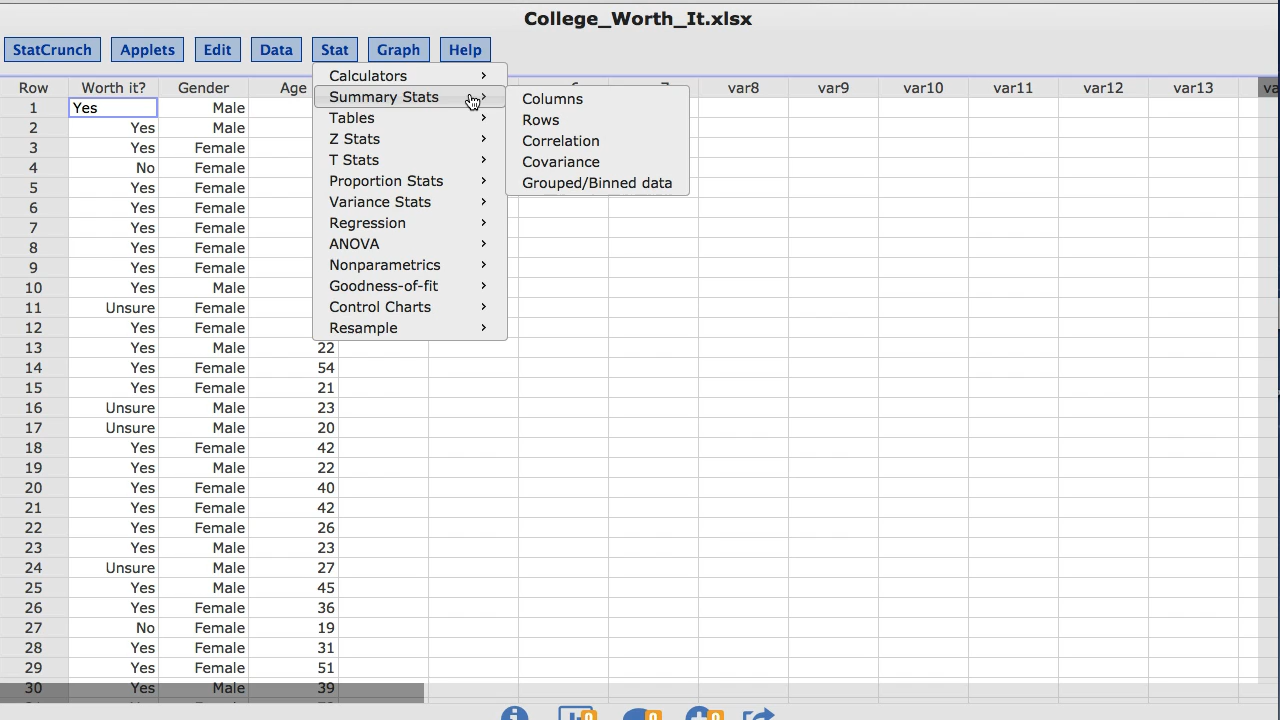 College_Worth_It.xlsx
StatCrunch Applets Edit Data Stat Graph Help
Row Worth it? Gender Age 6 7 var8 var9 var10 var11 var12 var13 va
Calculators
Summary Stats
Tables
Z Stats
T Stats
Proportion Stats
Variance Stats
Regression
ANOVA
Nonparametrics
Goodness-of-fit
Control Charts
Resample
Columns
Rows
Correlation
Covariance
Grouped/Binned data
1 Yes Male
2 Yes Male
3 Yes Female
4 No Female
5 Yes Female
6 Yes Female
7 Yes Female
8 Yes Female
9 Yes Female
10 Yes Male
11 Unsure Female
12 Yes Female
13 Yes Male 22
14 Yes Female 54
15 Yes Female 21
16 Unsure Male 23
17 Unsure Male 20
18 Yes Female 42
19 Yes Male 22
20 Yes Female 40
21 Yes Female 42
22 Yes Female 26
23 Yes Male 23
24 Unsure Male 27
25 Yes Male 45
26 Yes Female 36
27 No Female 19
28 Yes Female 31
29 Yes Female 51
30 Yes Male 39